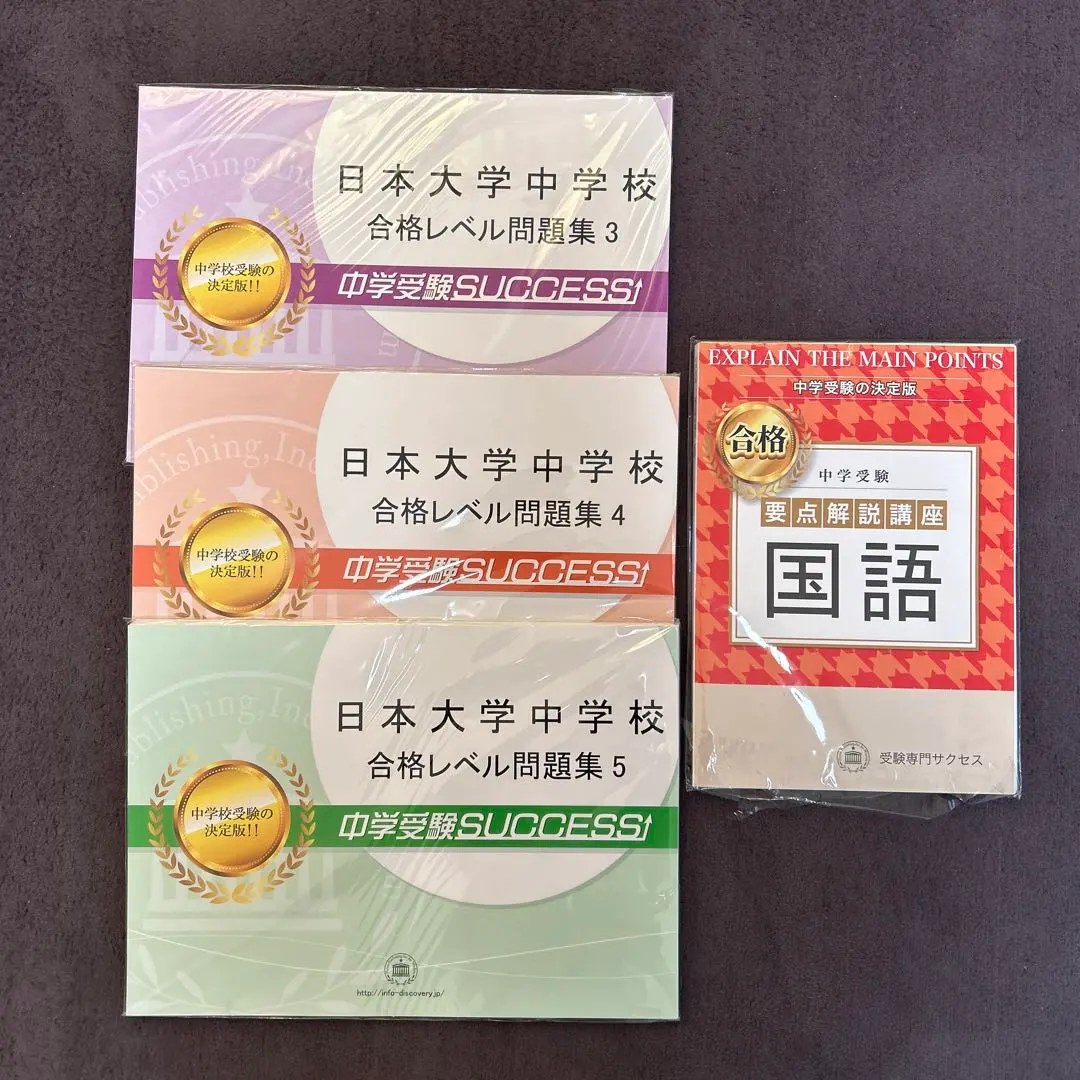 日本大学中学校
合格レベル問題集3
中学校受験の
決定版!!
中学受験SUCCESS
日本大学中学校
合格レベル問題集4
中学校受験の
決定版!!
中学受験SUCCESS
日本大学中学校
合格レベル問題集5
中学校受験の
決定版!!
中学受験SUCCESS
http://info-discovery.jp/
EXPLAIN THE MAIN POINTS
中学受験の決定版
合格
中学受験
要点解説講座
国語
受験専門サクセス